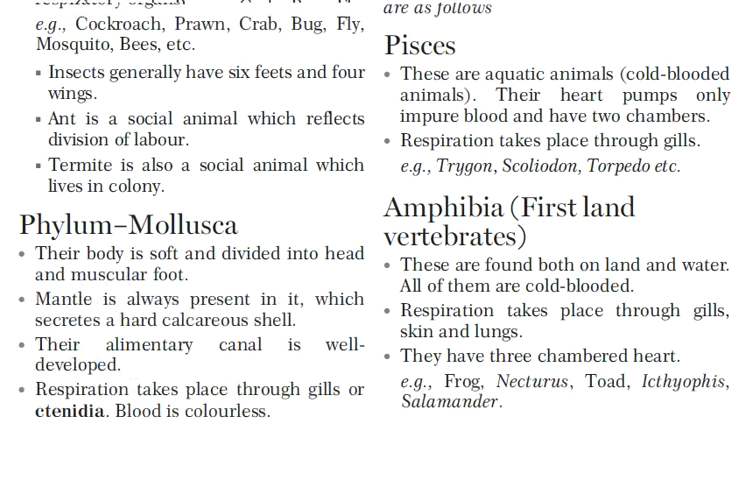 e.g., Cockroach, Prawn, Crab, Bug, Fly,
Mosquito, Bees, etc.
▪ Insects generally have six feets and four
wings.
▪ Ant is a social animal which reflects
division of labour.
▪ Termite is also a social animal which
lives in colony.
Phylum–Mollusca
• Their body is soft and divided into head
and muscular foot.
• Mantle is always present in it, which
secretes a hard calcareous shell.
• Their alimentary canal is well-
developed.
• Respiration takes place through gills or
ctenidia. Blood is colourless.
are as follows
Pisces
• These are aquatic animals (cold-blooded
animals). Their heart pumps only
impure blood and have two chambers.
• Respiration takes place through gills.
e.g., Trygon, Scoliodon, Torpedo etc.
Amphibia (First land
vertebrates)
• These are found both on land and water.
All of them are cold-blooded.
• Respiration takes place through gills,
skin and lungs.
• They have three chambered heart.
e.g., Frog, Necturus, Toad, Icthyophis,
Salamander.